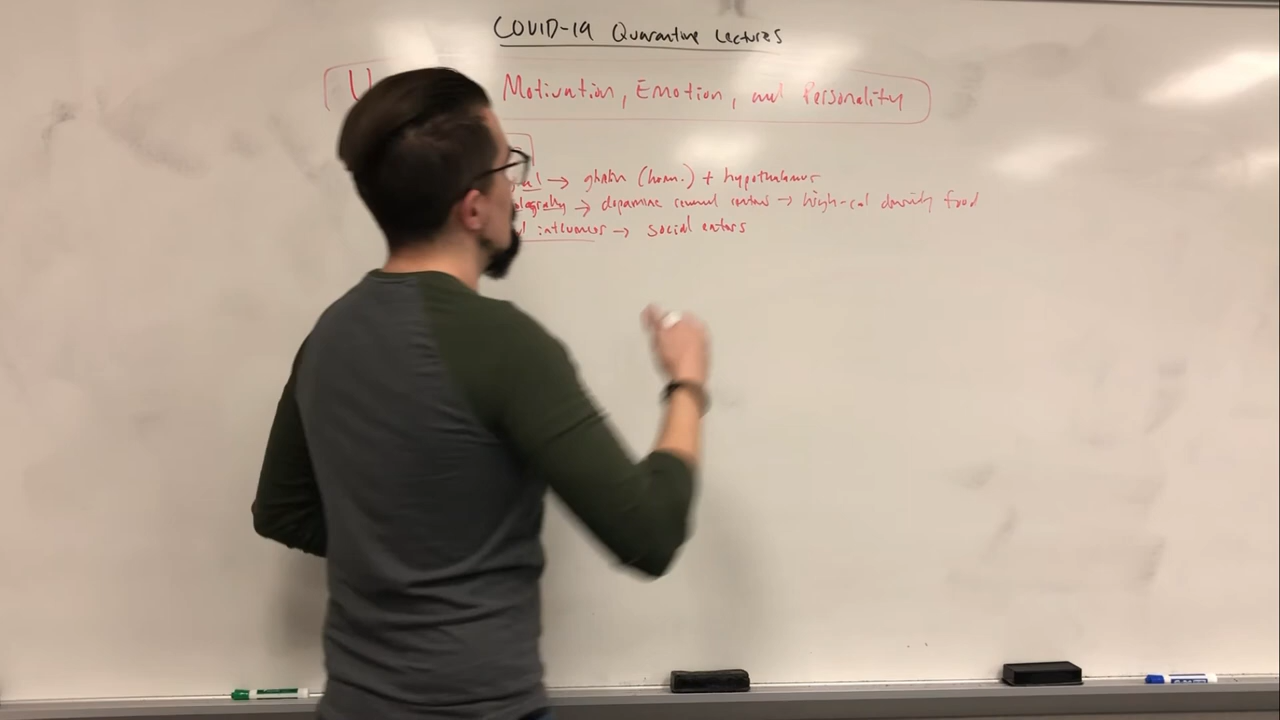 COVID-19 Quarantine Lectures
U Motivation, Emotion, and Personality
→ ghrelin (horm.) + hypothalamus
→ dopamine reward centers → high-cal density food
influences → social eaters